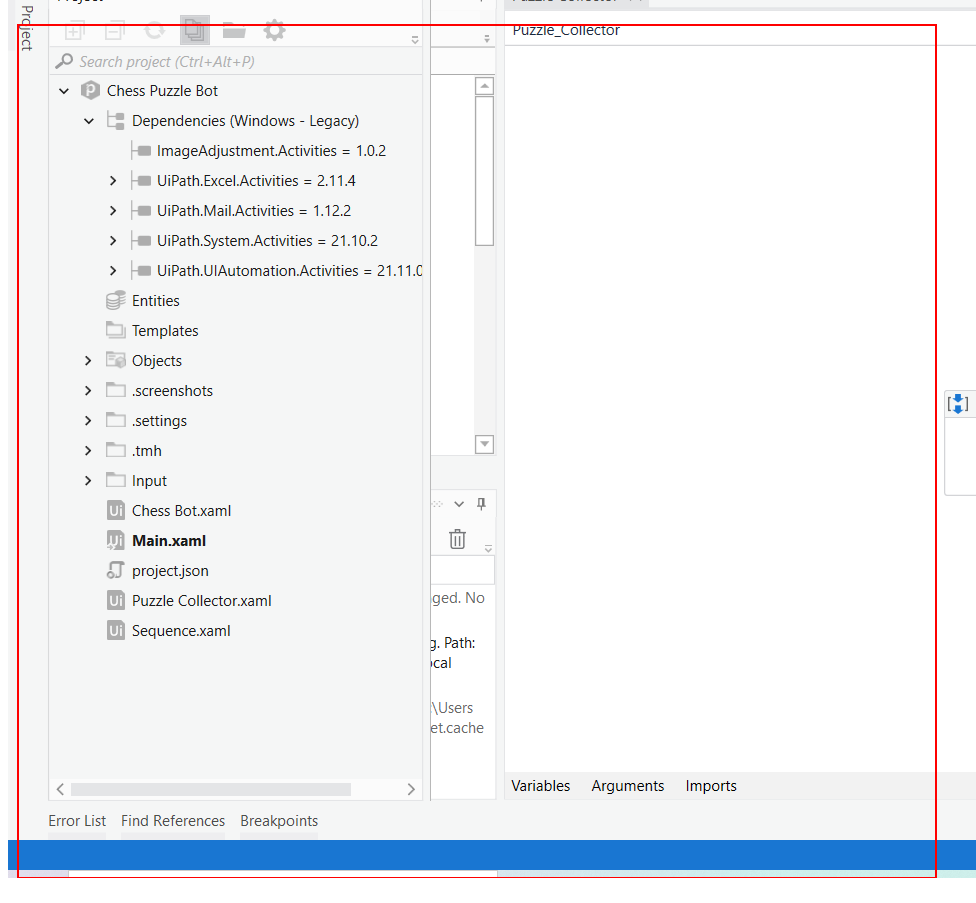 Project
Puzzle_Collector
Search project (Ctrl+Alt+P)
Chess Puzzle Bot
Dependencies (Windows - Legacy)
ImageAdjustment.Activities = 1.0.2
UiPath.Excel.Activities = 2.11.4
UiPath.Mail.Activities = 1.12.2
UiPath.System.Activities = 21.10.2
UiPath.UIAutomation.Activities = 21.11.0
Entities
Templates
Objects
.screenshots
.settings
.tmh
Input
Chess Bot.xaml
Main.xaml
project.json
Puzzle Collector.xaml
Sequence.xaml
ged. No
g. Path:
ocal
:\Users
et.cache
Variables Arguments Imports
Error List Find References Breakpoints